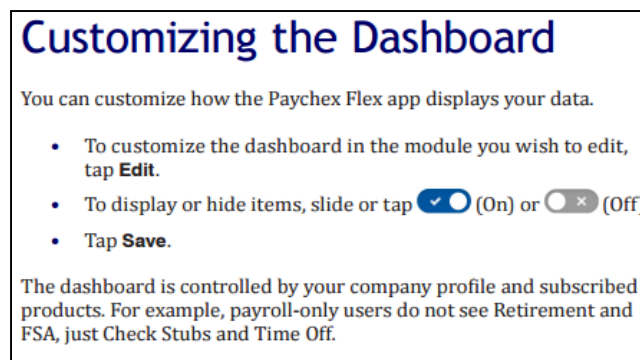 Customizing the Dashboard
You can customize how the Paychex Flex app displays your data.
• To customize the dashboard in the module you wish to edit,
tap Edit.
• To display or hide items, slide or tap (On) or (Off)
• Tap Save.
The dashboard is controlled by your company profile and subscribed
products. For example, payroll-only users do not see Retirement and
FSA, just Check Stubs and Time Off.